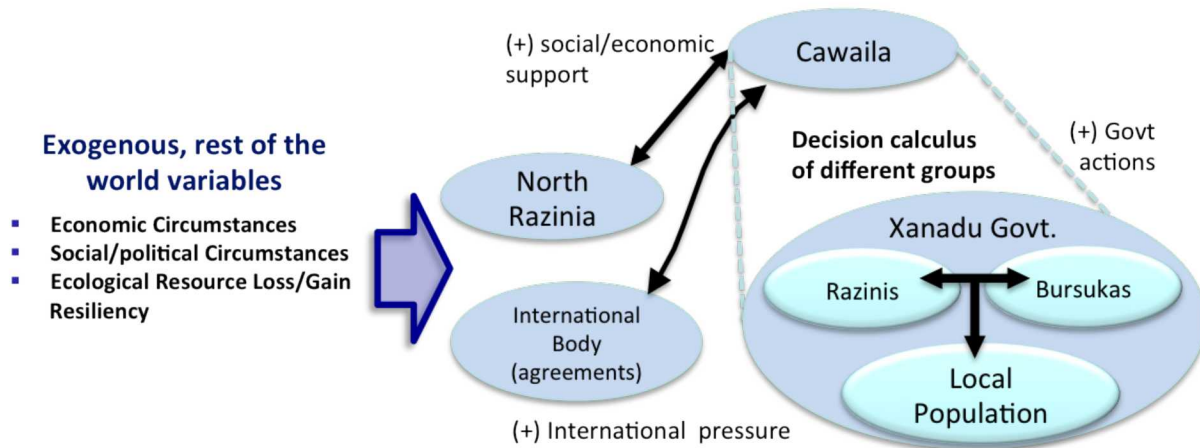 Exogenous, rest of the
world variables
▪ Economic Circumstances
▪ Social/political Circumstances
▪ Ecological Resource Loss/Gain
Resiliency
(+) social/economic
support
Cawaila
North
Razinia
International
Body
(agreements)
(+) International pressure
Decision calculus
of different groups
(+) Govt
actions
Xanadu Govt.
Razinis
Bursukas
Local
Population